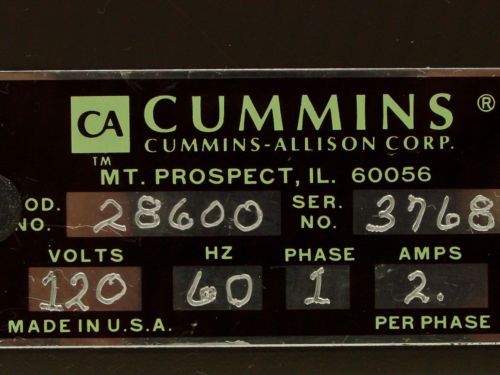 CA CUMMINS ®
TM CUMMINS-ALLISON CORP.
MT. PROSPECT, IL. 60056
OD. NO. 28600 SER. NO. 3768
VOLTS HZ PHASE AMPS
120 60 1 2.
MADE IN U.S.A. PER PHASE